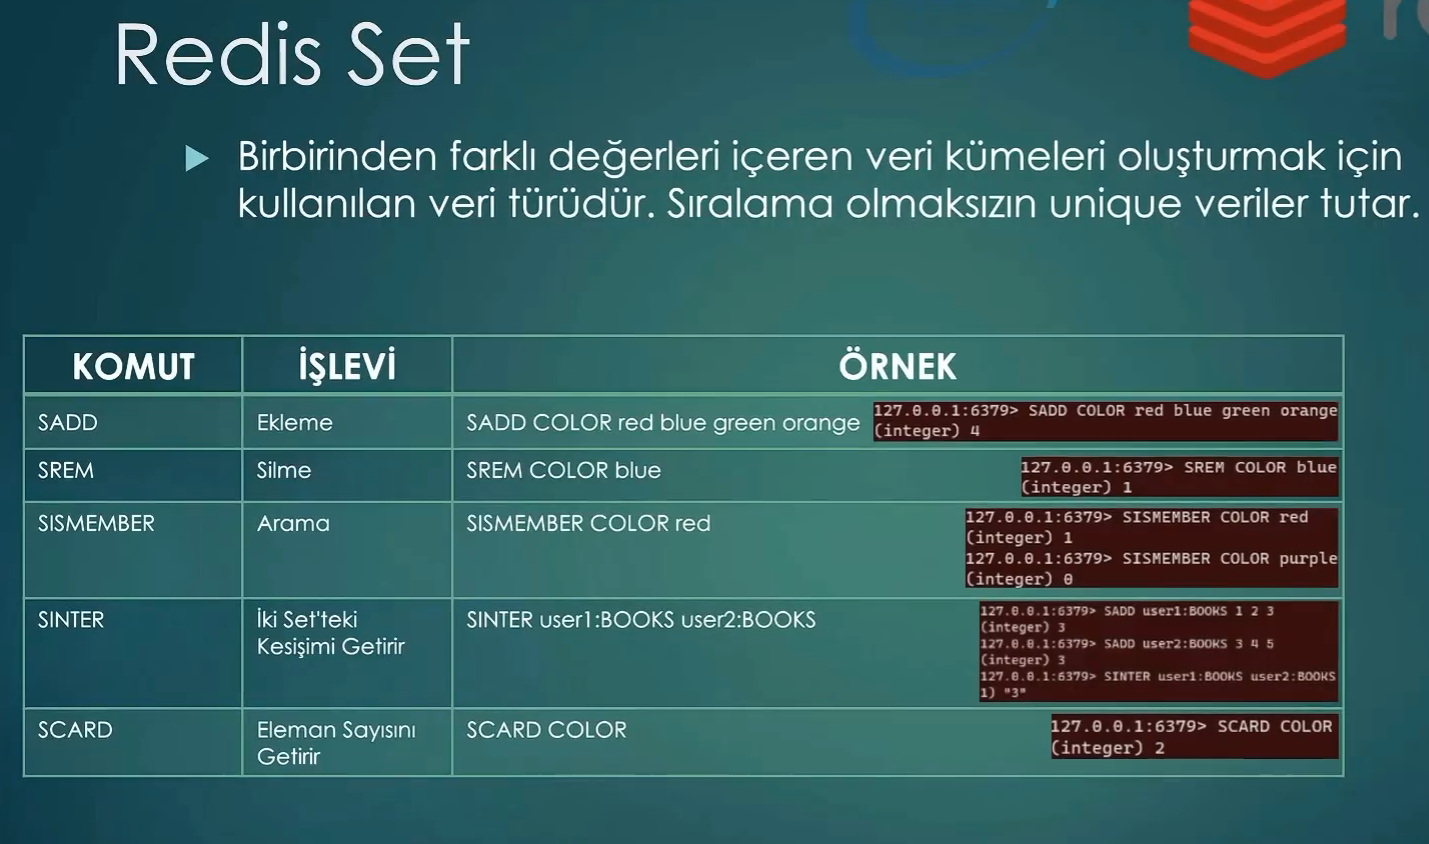 Redis Set
Birbirinden farklı değerleri içeren veri kümeleri oluşturmak için
kullanılan veri türüdür. Sıralama olmaksızın unique veriler tutar.
KOMUT
İŞLEVİ
ÖRNEK
SADD
Ekleme
SADD COLOR red blue green orange
127.0.0.1:6379> SADD COLOR red blue green orange
(integer) 4
SREM
Silme
SREM COLOR blue
127.0.0.1:6379> SREM COLOR blue
(integer) 1
SISMEMBER
Arama
SISMEMBER COLOR red
127.0.0.1:6379> SISMEMBER COLOR red
(integer) 1
127.0.0.1:6379> SISMEMBER COLOR purple
(integer) 0
SINTER
İki Set'teki
Kesişimi Getirir
SINTER user1:BOOKS user2:BOOKS
127.0.0.1:6379> SADD user1:BOOKS 1 2 3
(integer) 3
127.0.0.1:6379> SADD user2:BOOKS 3 4 5
(integer) 3
127.0.0.1:6379> SINTER user1:BOOKS user2:BOOKS
1) "3"
SCARD
Eleman Sayısını
Getirir
SCARD COLOR
127.0.0.1:6379> SCARD COLOR
(integer) 2